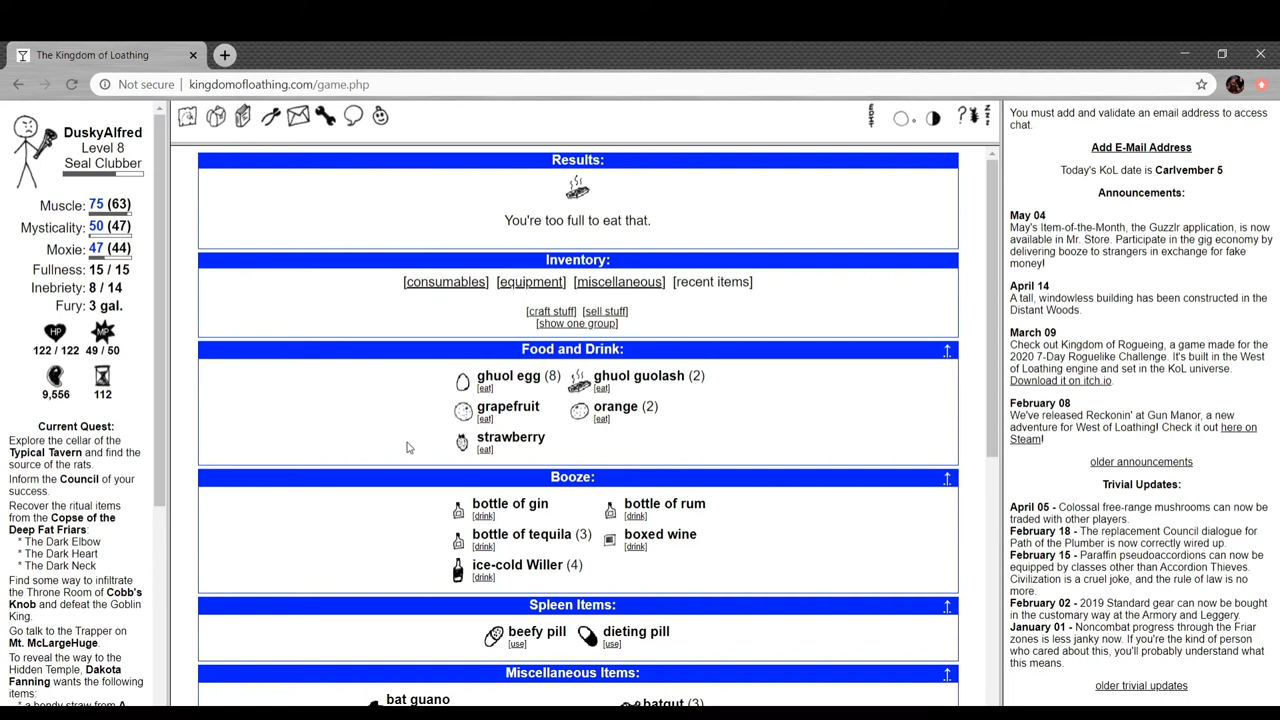 The Kingdom of Loathing
Not secure
kingdomofloathing.com/game.php
DuskyAlfred
Level 8
Seal Clubber
Muscle: 75 (63)
Mysticality: 50 (47)
Moxie: 47 (44)
Fullness: 15 / 15
Inebriety: 8 / 14
Fury: 3 gal.
HP MP
122 / 122 49 / 50
9,556 112
Current Quest:
Explore the cellar of the
Typical Tavern and find the
source of the rats.
Inform the Council of your
success.
Recover the ritual items
from the Copse of the
Deep Fat Friars:
* The Dark Elbow
* The Dark Heart
* The Dark Neck
Find some way to infiltrate
the Throne Room of Cobb's
Knob and defeat the Goblin
King.
Go talk to the Trapper on
Mt. McLargeHuge.
To reveal the way to the
Hidden Temple, Dakota
Fanning wants the following
items:
* a bendy straw from A
Results:
You're too full to eat that.
Inventory:
[consumables] [equipment] [miscellaneous] [recent items]
[craft stuff] [sell stuff]
[show one group]
Food and Drink:
ghuol egg (8) ghuol guolash (2)
[eat] [eat]
grapefruit orange (2)
[eat] [eat]
strawberry
[eat]
Booze:
bottle of gin bottle of rum
[drink] [drink]
bottle of tequila (3) boxed wine
[drink] [drink]
ice-cold Willer (4)
[drink]
Spleen Items:
beefy pill dieting pill
[use] [use]
Miscellaneous Items:
bat guano batgut (3)
You must add and validate an email address to access
chat.
Add E-Mail Address
Today's KoL date is Carlvember 5
Announcements:
May 04
May's Item-of-the-Month, the Guzzlr application, is now
available in Mr. Store. Participate in the gig economy by
delivering booze to strangers in exchange for fake
money!
April 14
A tall, windowless building has been constructed in the
Distant Woods.
March 09
Check out Kingdom of Rogueing, a game made for the
2020 7-Day Roguelike Challenge. It's built in the West
of Loathing engine and set in the KoL universe.
Download it on itch.io.
February 08
We've released Reckonin' at Gun Manor, a new
adventure for West of Loathing! Check it out here on
Steam!
older announcements
Trivial Updates:
April 05 - Colossal free-range mushrooms can now be
traded with other players.
February 18 - The replacement Council dialogue for
Path of the Plumber is now correctly wired up.
February 15 - Paraffin pseudoaccordions can now be
equipped by classes other than Accordion Thieves.
Civilization is a cruel joke, and the rule of law is no
more.
February 02 - 2019 Standard gear can now be bought
in the customary way at the Armory and Leggery.
January 01 - Noncombat progress through the Friar
zones is less janky now. If you're the kind of person
who cared about this, you'll probably understand what
this means.
older trivial updates